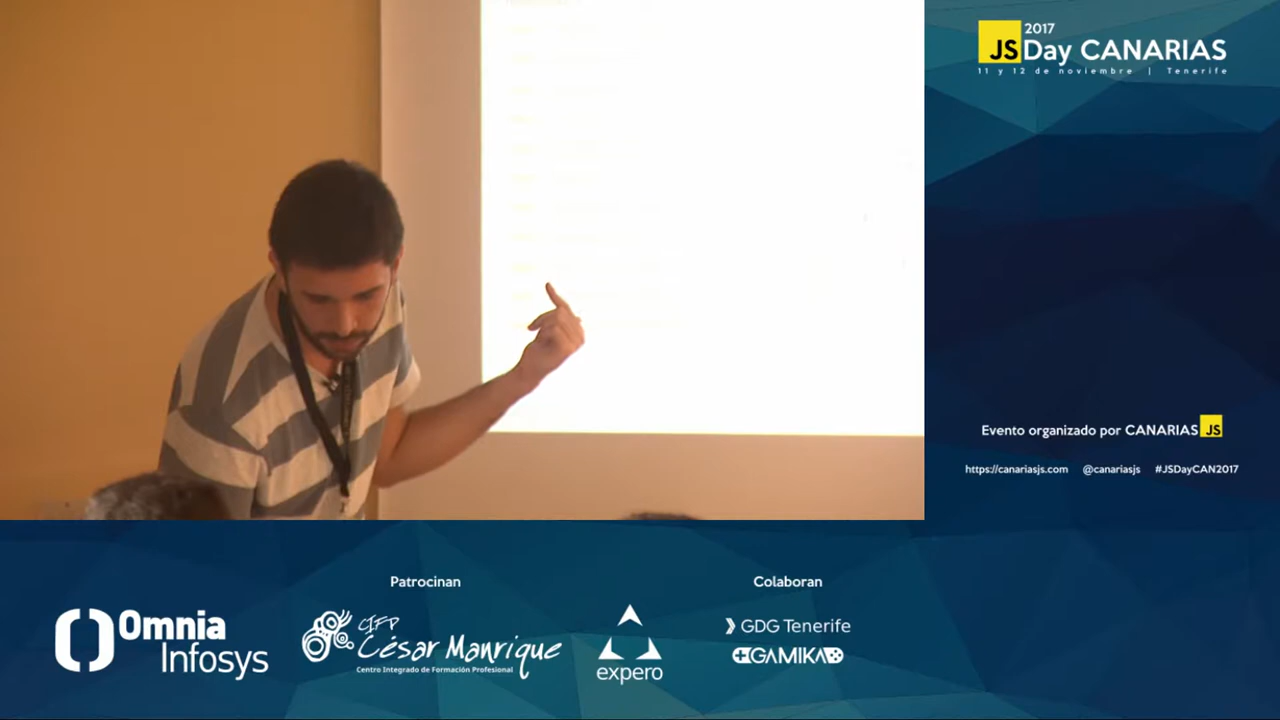 2017
JS Day CANARIAS
11 y 12 de noviembre | Tenerife
Evento organizado por CANARIAS JS
https://canariasjs.com @canariasjs #JSDayCAN2017
Patrocinan
Omnia
Infosys
CIFP
César Manrique
Centro Integrado de Formación Profesional
expero
Colaboran
GDG Tenerife
GAMIKA